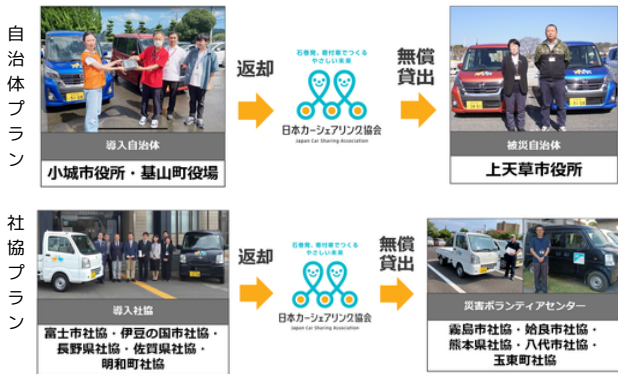 自治体プラン
導入自治体
小城市役所・基山町役場
返却
石巻発、寄付車でつくる
やさしい未来
日本カーシェアリング協会
Japan Car Sharing Association
無償
貸出
被災自治体
上天草市役所
社協プラン
導入社協
富士市社協・伊豆の国市社協・
長野県社協・佐賀県社協・
明和町社協
返却
石巻発、寄付車でつくる
やさしい未来
日本カーシェアリング協会
Japan Car Sharing Association
無償
貸出
災害ボランティアセンター
霧島市社協・姶良市社協・
熊本県社協・八代市社協・
玉東町社協